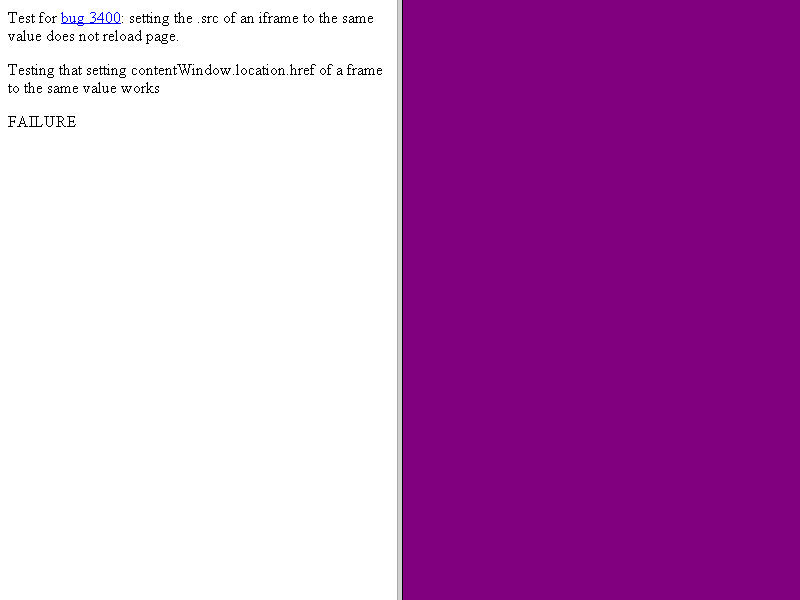 Test for bug 3400: setting the .src of an iframe to the same
value does not reload page.
Testing that setting contentWindow.location.href of a frame
to the same value works
FAILURE